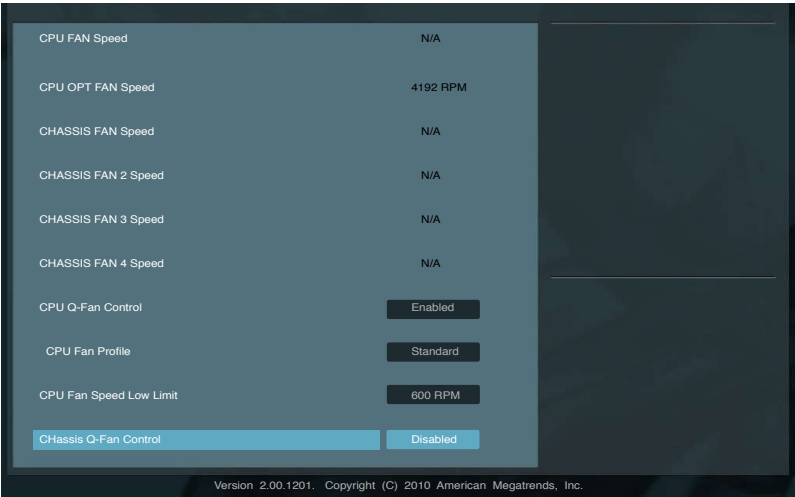 CPU FAN Speed N/A
CPU OPT FAN Speed 4192 RPM
CHASSIS FAN Speed N/A
CHASSIS FAN 2 Speed N/A
CHASSIS FAN 3 Speed N/A
CHASSIS FAN 4 Speed N/A
CPU Q-Fan Control Enabled
CPU Fan Profile Standard
CPU Fan Speed Low Limit 600 RPM
CHassis Q-Fan Control Disabled
Version 2.00.1201. Copyright (C) 2010 American Megatrends, Inc.